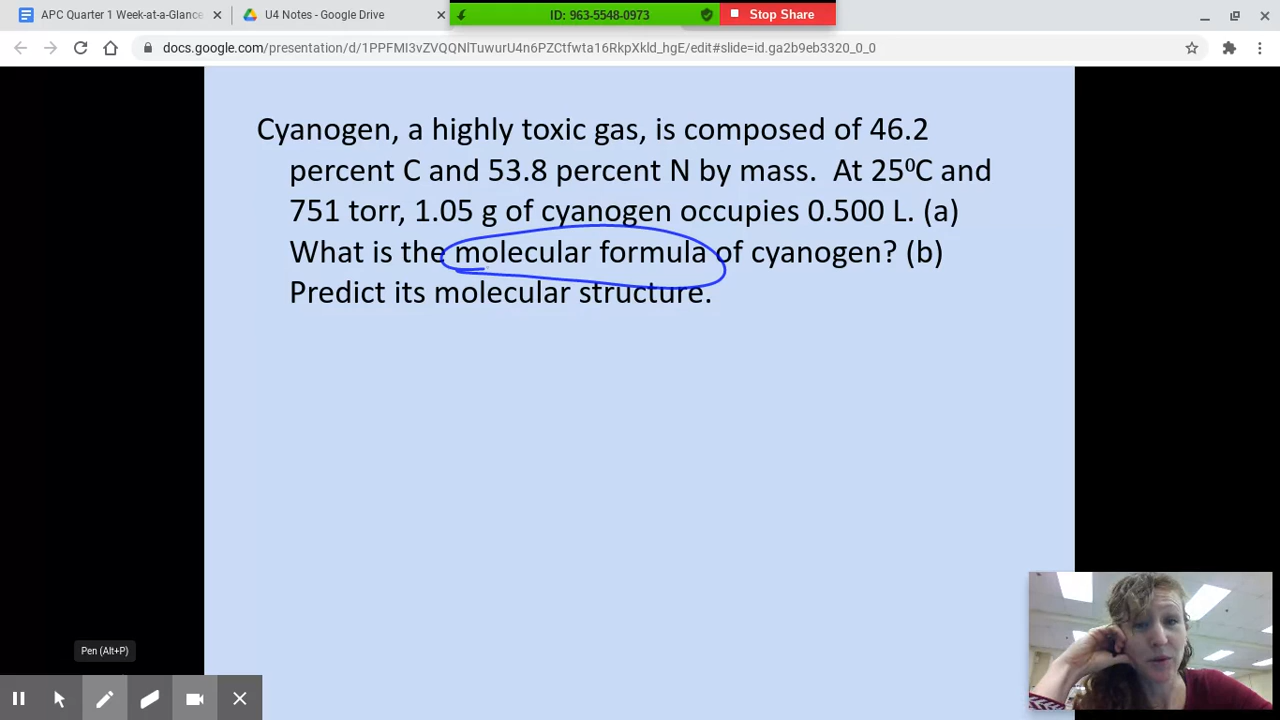 APC Quarter 1 Week-at-a-Glance
U4 Notes - Google Drive
ID: 963-5548-0973
Stop Share
docs.google.com/presentation/d/1PPFMI3vZVQQNlTuwurU4n6PZCtfwta16RkpXkld_hgE/edit#slide=id.ga2b9eb3320_0_0
Cyanogen, a highly toxic gas, is composed of 46.2
percent C and 53.8 percent N by mass. At 25⁰C and
751 torr, 1.05 g of cyanogen occupies 0.500 L. (a)
What is the molecular formula of cyanogen? (b)
Predict its molecular structure.
Pen (Alt+P)